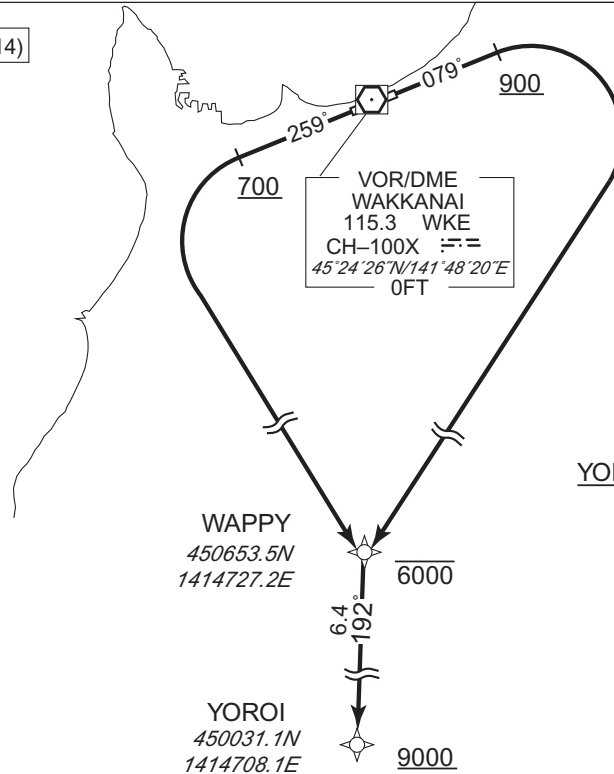 14)
079°
900
259°
700
VOR/DME
WAKKANAI
115.3 WKE
CH–100X
45°24′26″N/141°48′20″E
0FT
YO
WAPPY
450653.5N
1414727.2E
6000
6.4
192°
YOROI
450031.1N
1414708.1E
9000